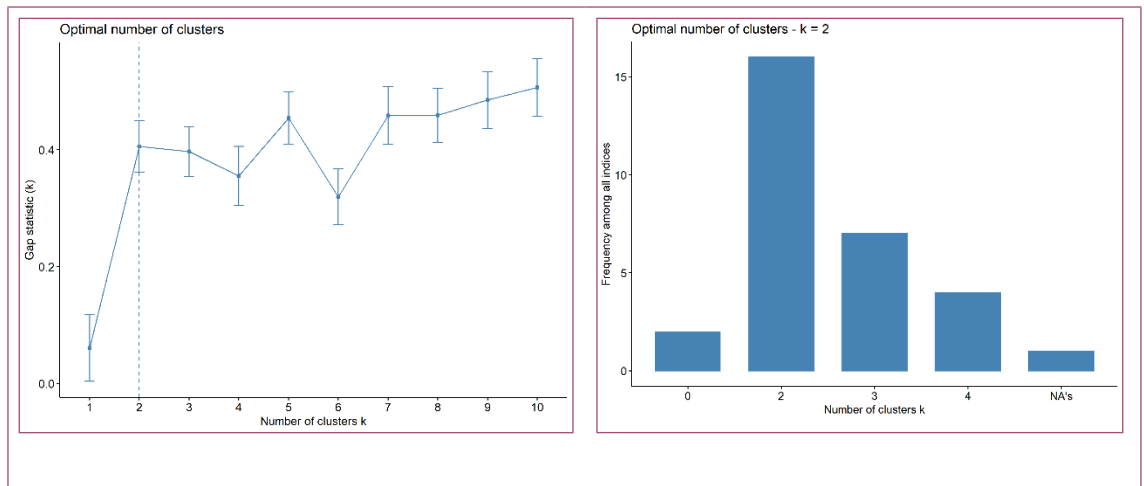 Optimal number of clusters
Gap statistic (k)
0.4
0.2
0.0
1 2 3 4 5 6 7 8 9 10
Number of clusters k
Optimal number of clusters - k = 2
Frequency among all indices
15
10
5
0
0 2 3 4 NA's
Number of clusters k